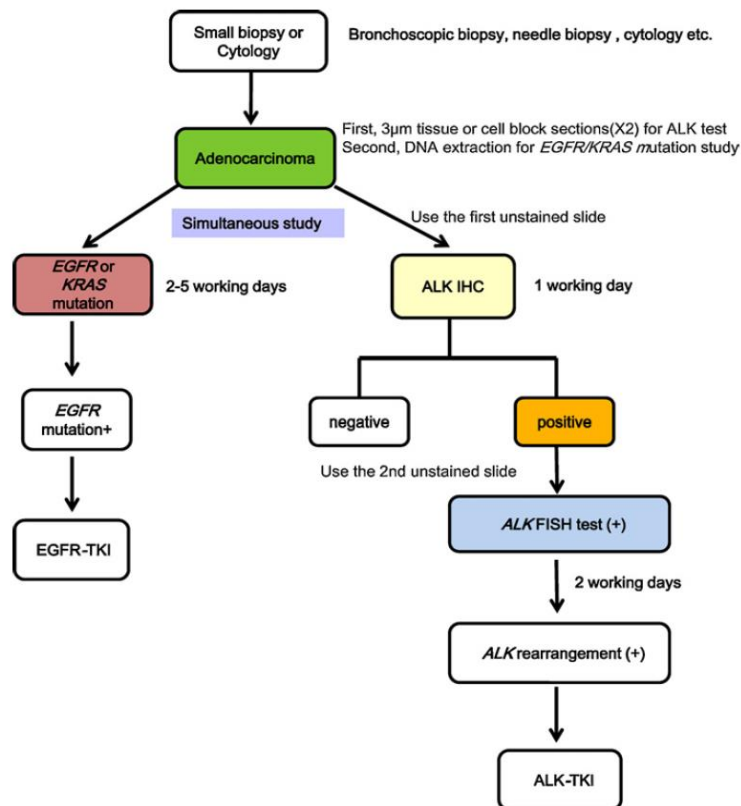 Small biopsy or
Cytology
Bronchoscopic biopsy, needle biopsy , cytology etc.
Adenocarcinoma
First, 3μm tissue or cell block sections(X2) for ALK test
Second, DNA extraction for EGFR/KRAS mutation study
Simultaneous study
Use the first unstained slide
EGFR or
KRAS
mutation
2-5 working days
ALK IHC
1 working day
EGFR
mutation+
negative
positive
Use the 2nd unstained slide
EGFR-TKI
ALK FISH test (+)
2 working days
ALK rearrangement (+)
ALK-TKI